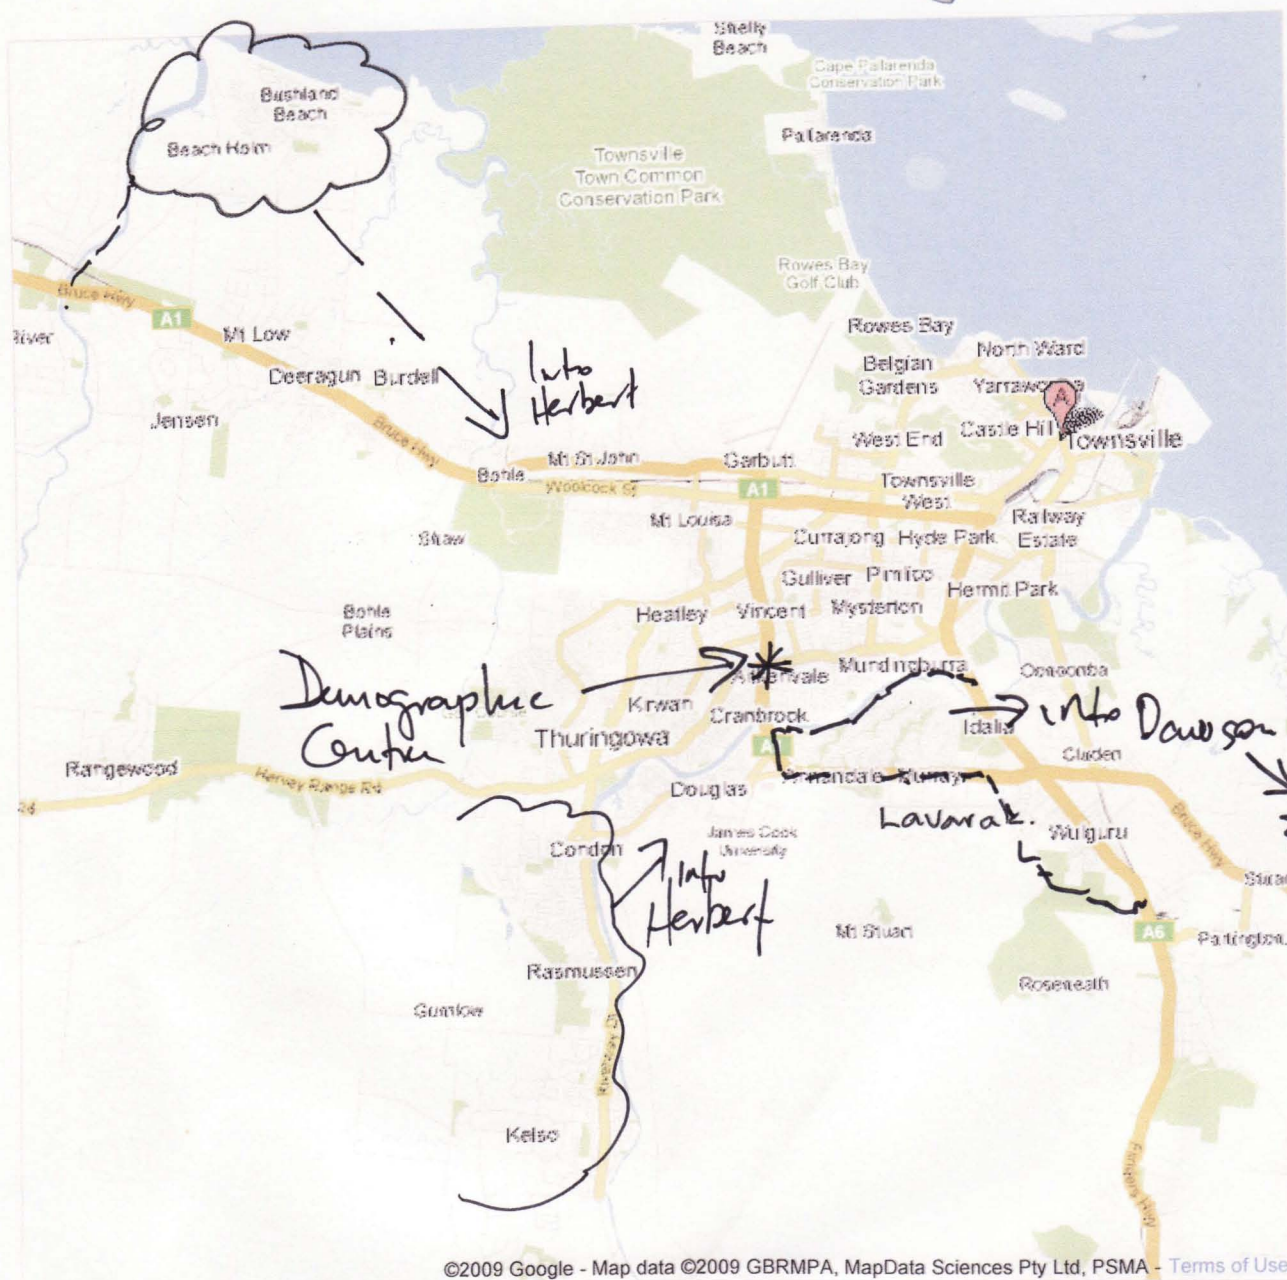 Shelly
Beach
Cape Pallarenda
Conservation Park
Bushland
Beach
Beach Holm
Pallarenda
Townsville
Town Common
Conservation Park
Rowes Bay
Golf Club
Bruce Hwy
A1
River
Mt Low
Rowes Bay
North Ward
Belgian
Gardens
Deeragun
Burdell
Into
Herbert
A
Jensen
Bruce Hwy
West End
Castle Hill
Townsville
Bohle
Mt St John
Garbutt
Woolcock St
A1
Townsville
West
Mt Louisa
Railway
Estate
Shaw
Currajong
Hyde Park
Gulliver
Pimlico
Hermit Park
Bohle
Plains
Heatley
Vincent
Mysterton
Demographic
Centre
Aitkenvale
Mundingburra
Oonoonba
Kirwan
Cranbrook
into Dawson
Idalia
Thuringowa
Cluden
Rangewood
Hervey Range Rd
Douglas
Annandale
Murray
Lavarak.
Bruce Hwy
Condon
James Cook
University
Wulguru
Into
Herbert
Mt Stuart
A6
Partington
Rasmussen
Roseneath
Gumlow
Kelso
©2009 Google - Map data ©2009 GBRMPA, MapData Sciences Pty Ltd, PSMA - Terms of Use